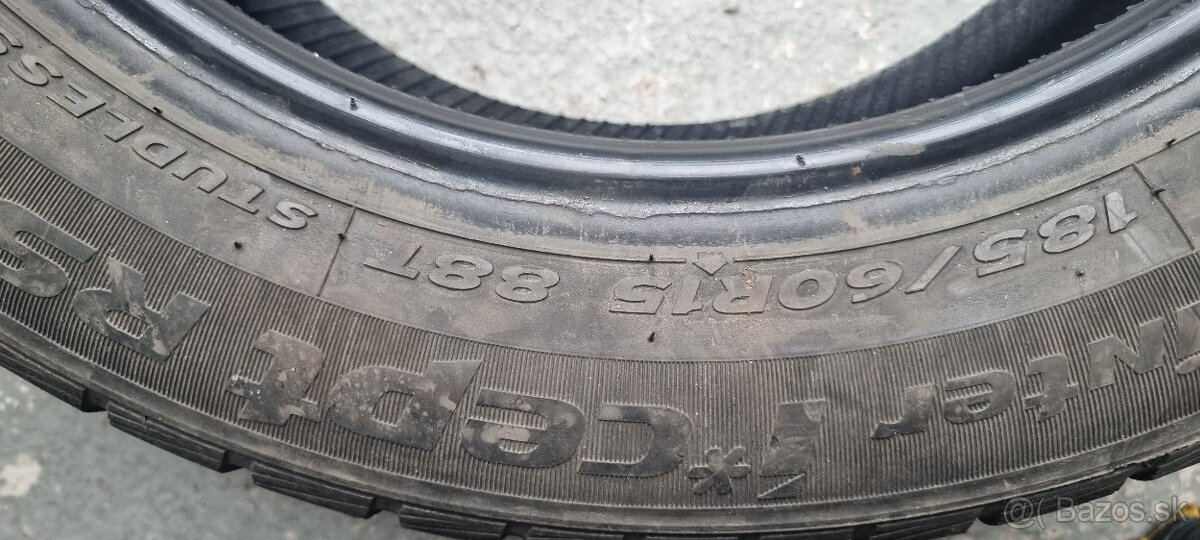 185/60R15 88T
STUDLESS
Winter
i*cept RS
@ Bazos.sk